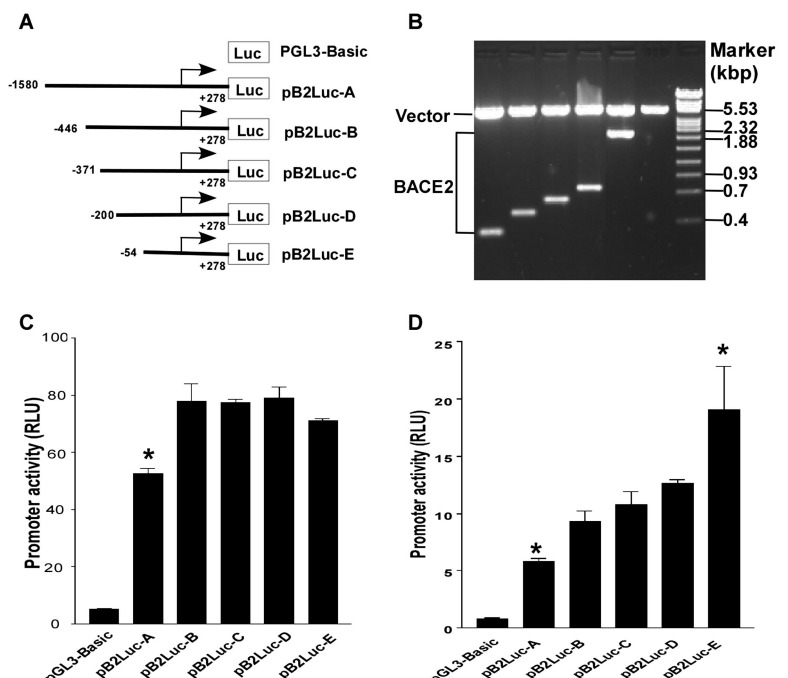 A
Luc PGL3-Basic
-1580 +278 Luc pB2Luc-A
-446 +278 Luc pB2Luc-B
-371 +278 Luc pB2Luc-C
-200 +278 Luc pB2Luc-D
-54 +278 Luc pB2Luc-E
B
Marker
(kbp)
Vector
BACE2
5.53
2.32
1.88
0.93
0.7
0.4
C
Promoter activity (RLU)
100
80
60
40
20
0
*
pGL3-Basic
pB2Luc-A
pB2Luc-B
pB2Luc-C
pB2Luc-D
pB2Luc-E
D
Promoter activity (RLU)
25
20
15
10
5
0
*
*
pGL3-Basic
pB2Luc-A
pB2Luc-B
pB2Luc-C
pB2Luc-D
pB2Luc-E